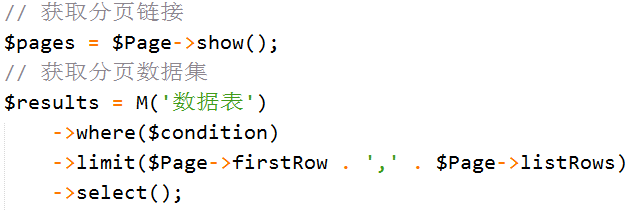 // 获取分页链接
$pages = $Page->show();
// 获取分页数据集
$results = M('数据表')
    ->where($condition)
    ->limit($Page->firstRow . ',' . $Page->listRows)
    ->select();